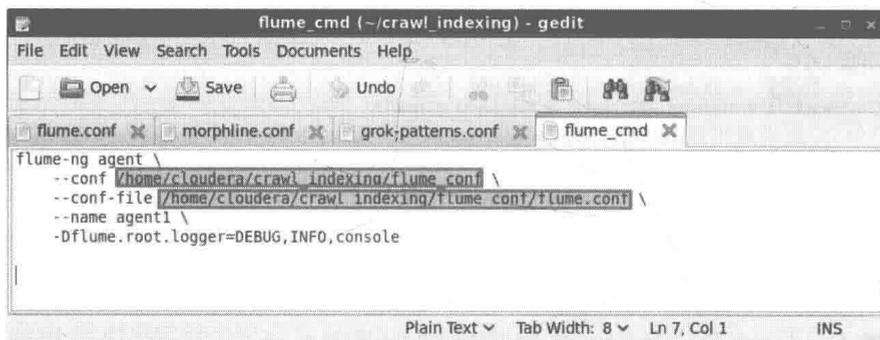 flume_cmd (~/crawl_indexing) - gedit
File Edit View Search Tools Documents Help
Open Save Undo
flume.conf morphline.conf grok-patterns.conf flume_cmd
flume-ng agent \
--conf /home/cloudera/crawl_indexing/flume_conf \
--conf-file /home/cloudera/crawl_indexing/flume_conf/flume.conf \
--name agent1 \
-Dflume.root.logger=DEBUG,INFO,console
Plain Text Tab Width: 8 Ln 7, Col 1 INS